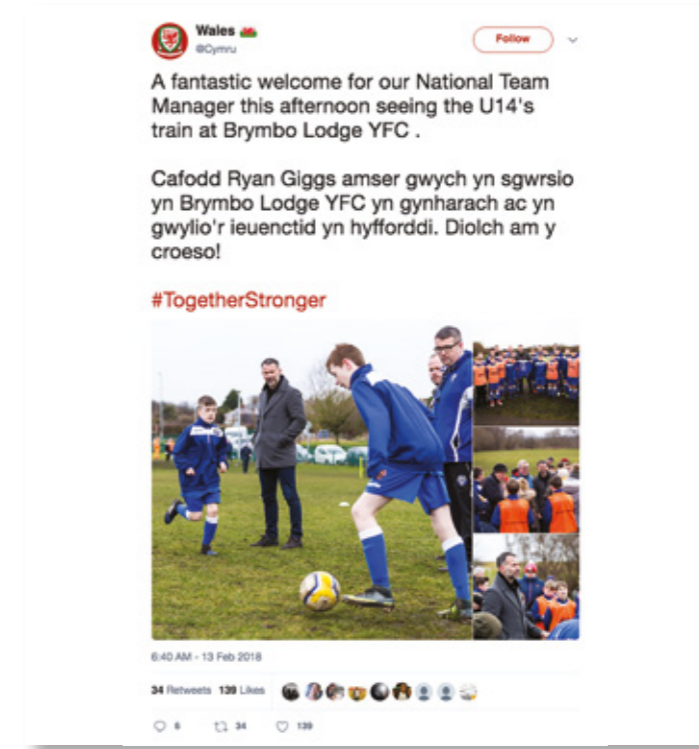 Wales
@Cymru
Follow
A fantastic welcome for our National Team
Manager this afternoon seeing the U14's
train at Brymbo Lodge YFC .
Cafodd Ryan Giggs amser gwych yn sgwrsio
yn Brymbo Lodge YFC yn gynharach ac yn
gwylio'r ieuenctid yn hyfforddi. Diolch am y
croeso!
#TogetherStronger
6:40 AM - 13 Feb 2018
34 Retweets 139 Likes
6 34 139